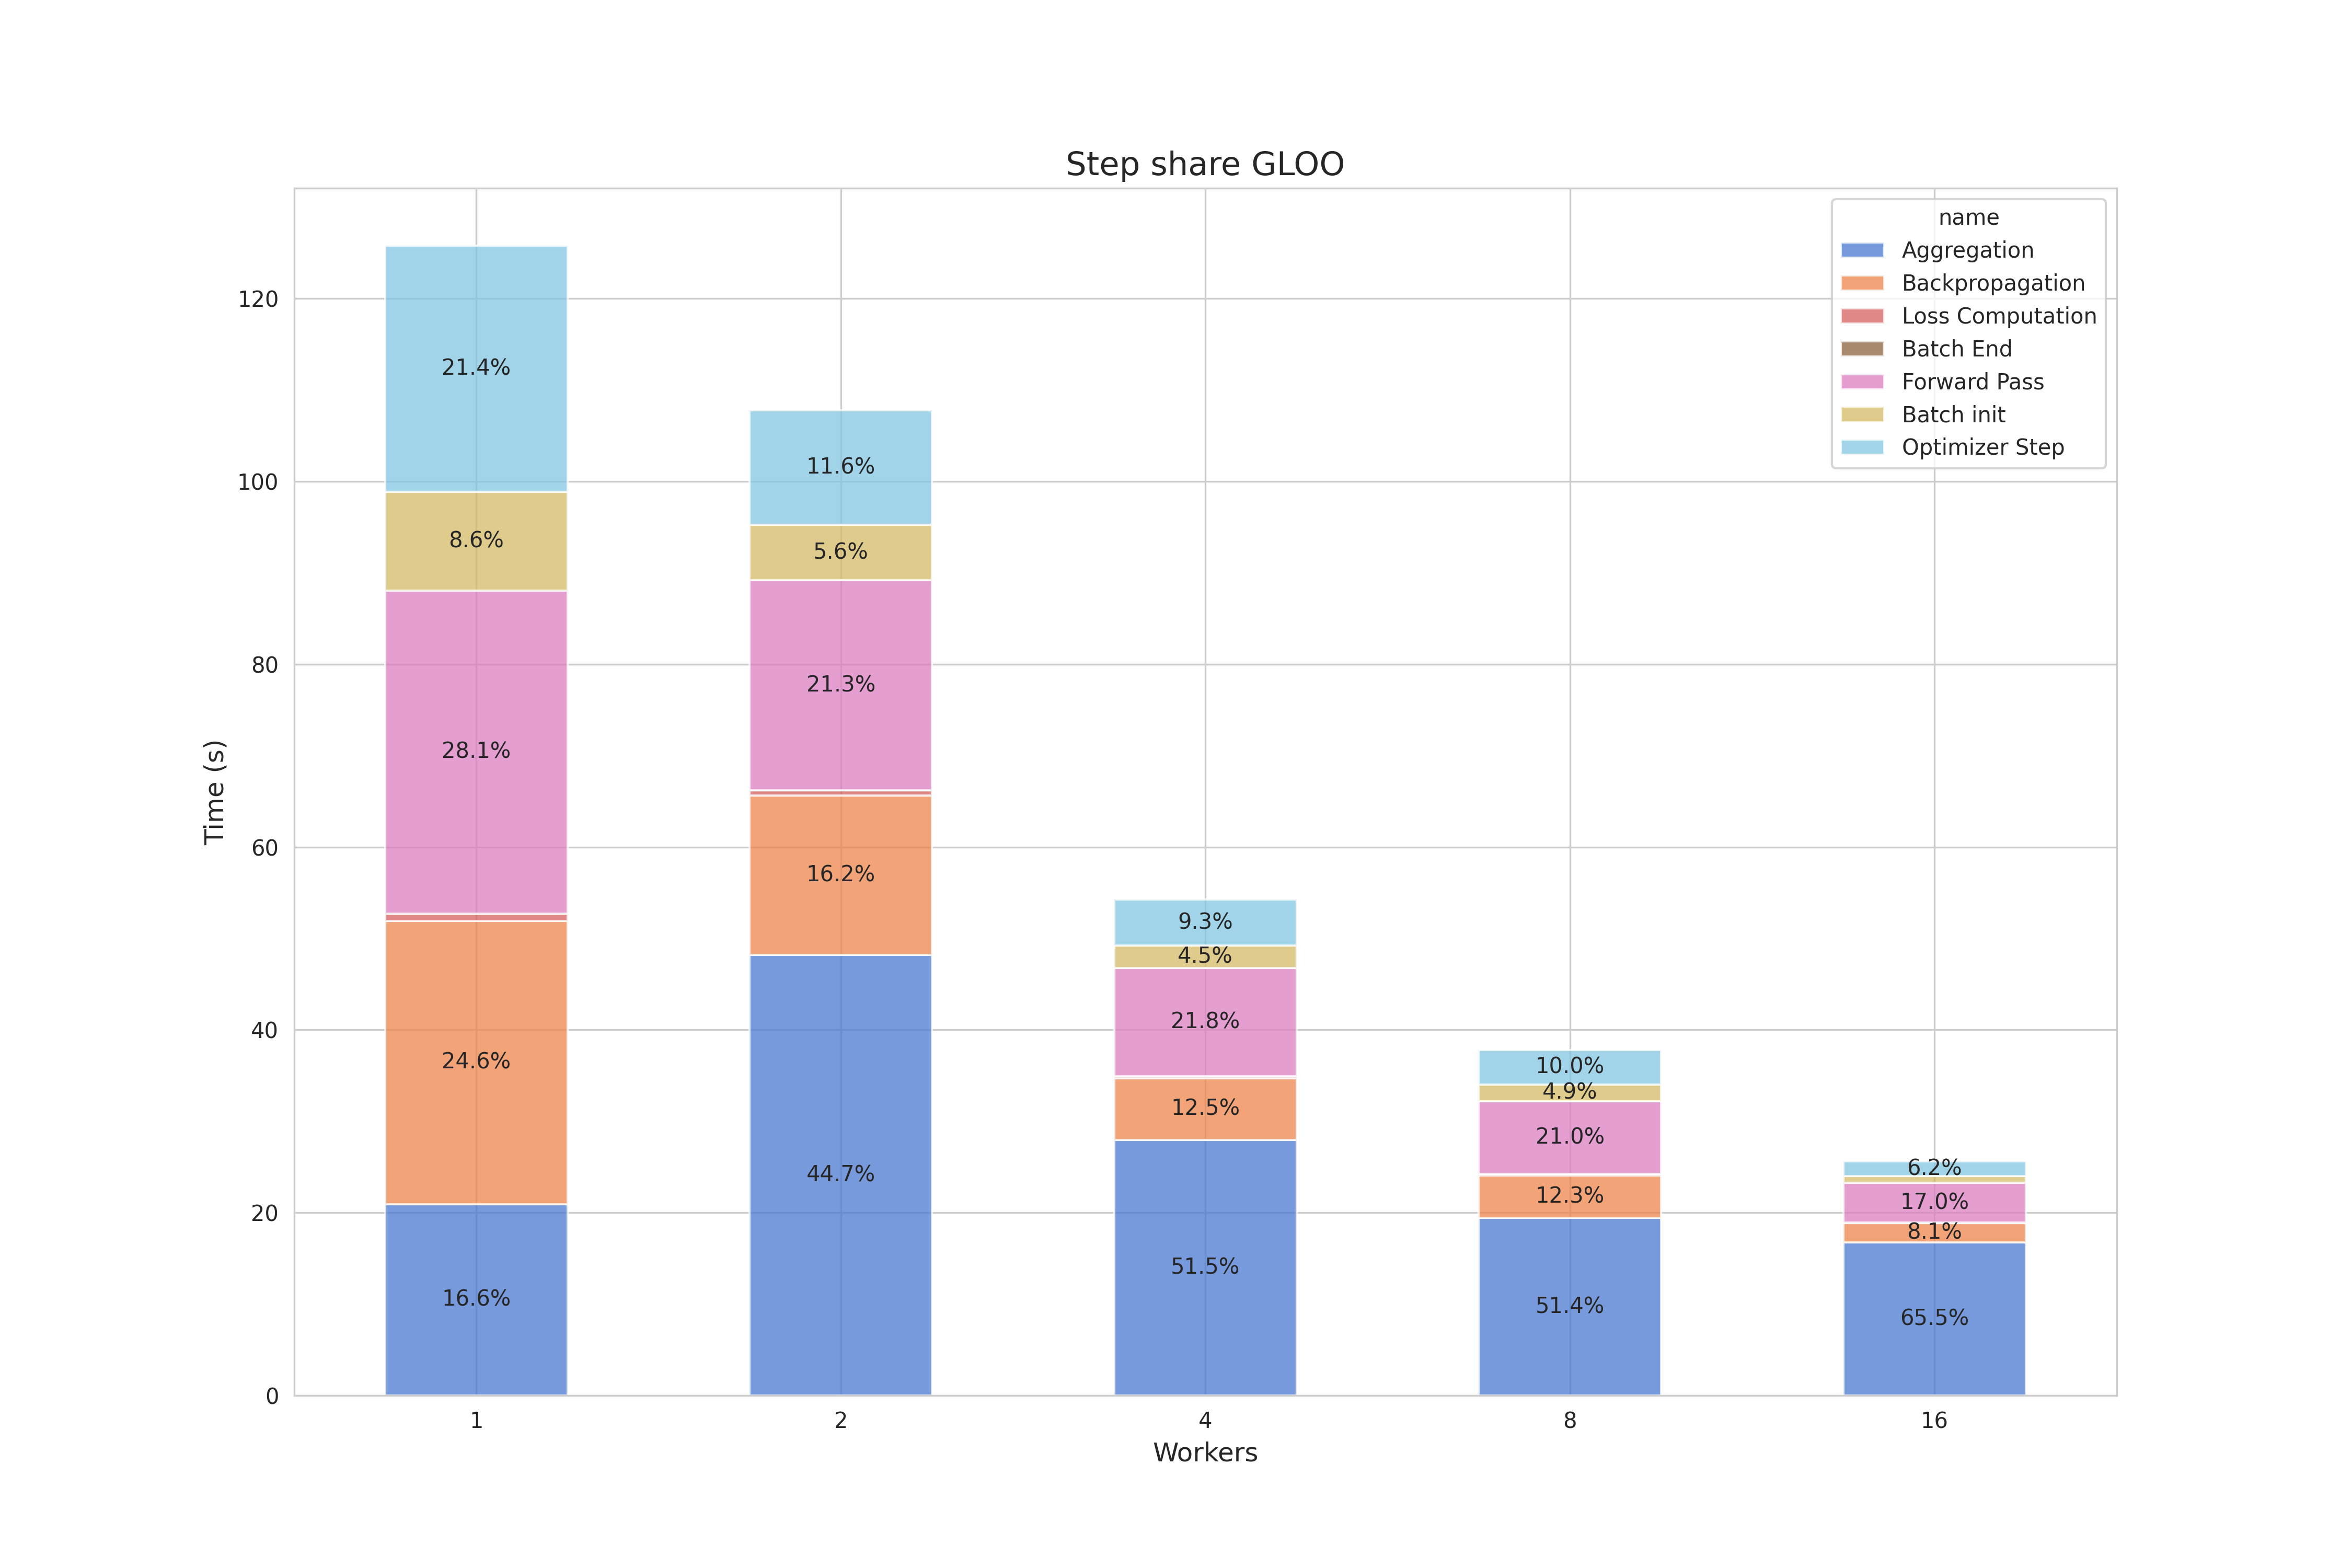 Step share GLOO
name
Aggregation
Backpropagation
Loss Computation
Batch End
Forward Pass
Batch init
Optimizer Step
Time (s)
120
100
80
60
40
20
0
21.4%
8.6%
28.1%
24.6%
16.6%
11.6%
5.6%
21.3%
16.2%
44.7%
9.3%
4.5%
21.8%
12.5%
51.5%
10.0%
4.9%
21.0%
12.3%
51.4%
6.2%
17.0%
8.1%
65.5%
1 2 4 8 16
Workers